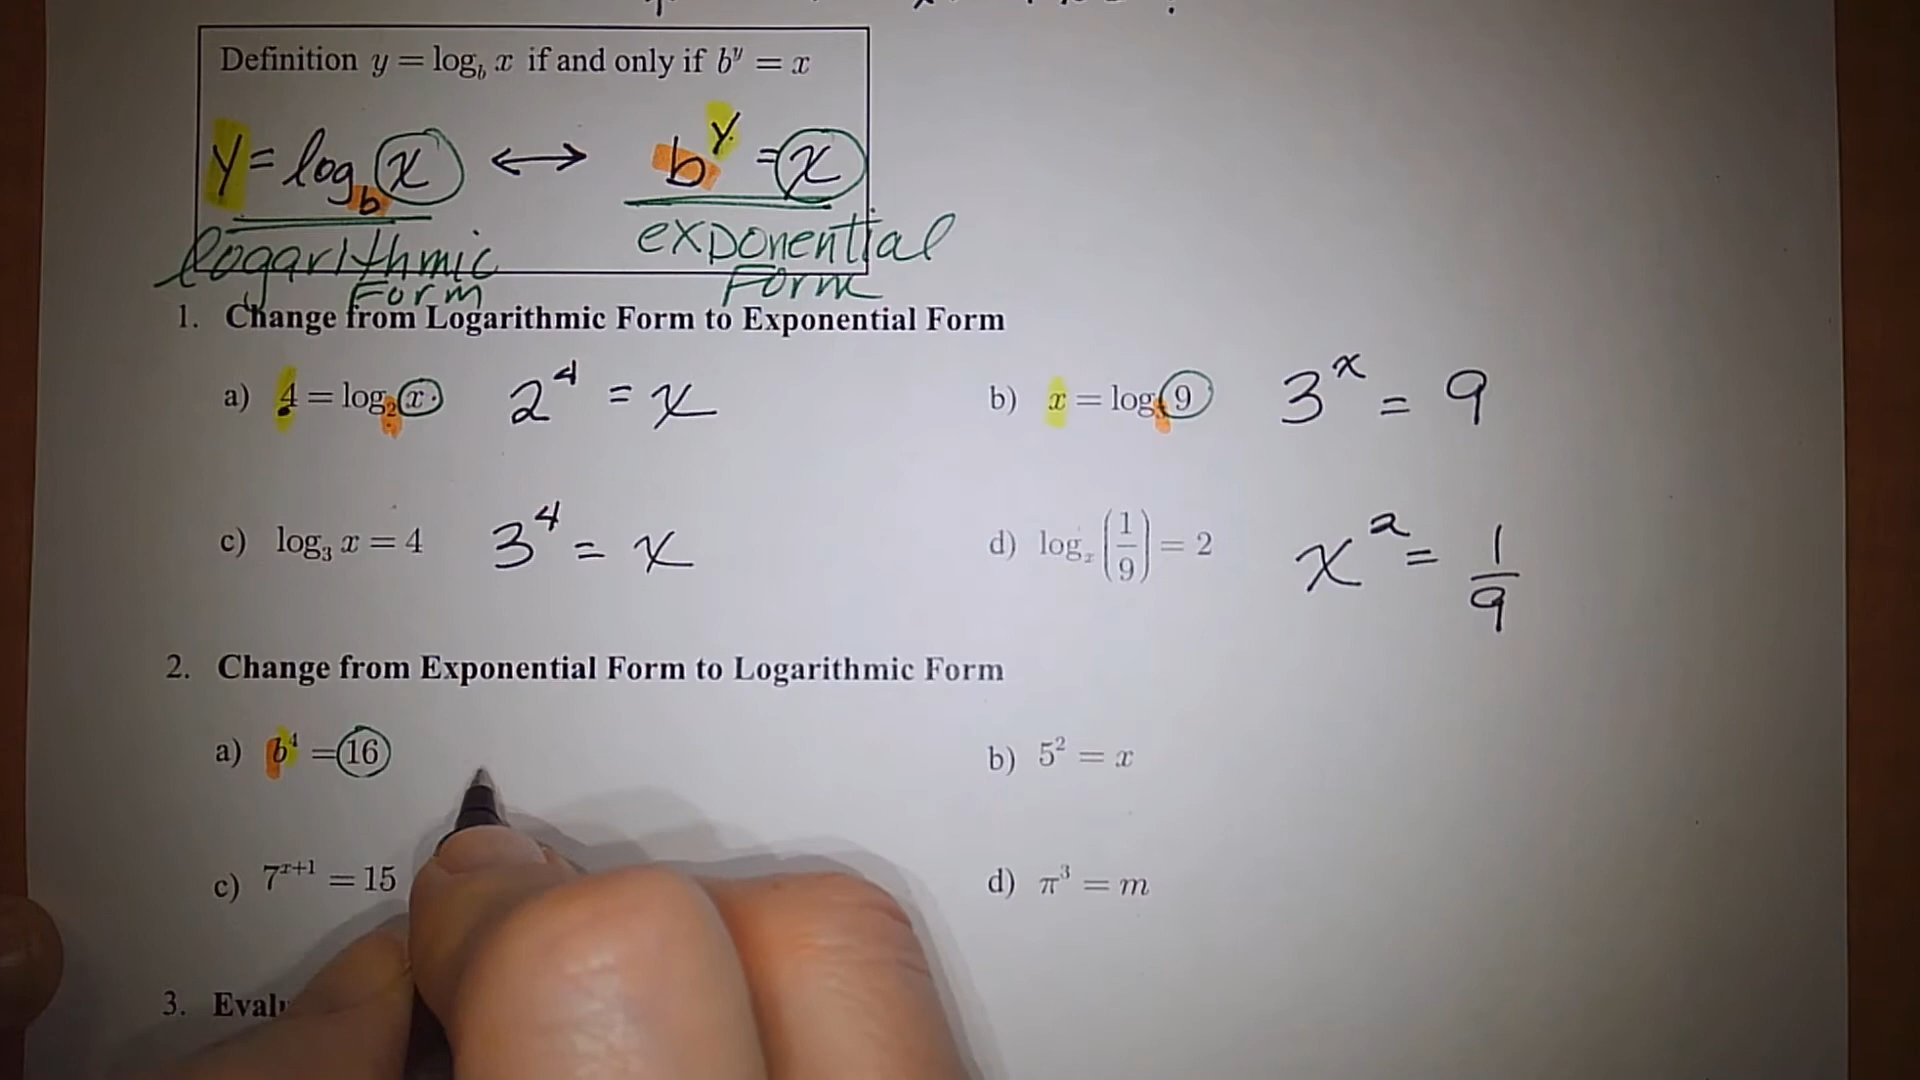 Definition y = log_b x if and only if b^y = x
y = log_b x ↔ b^y = x
logarithmic Form exponential Form
1. Change from Logarithmic Form to Exponential Form
a) 4 = log_2 x 2^4 = x b) x = log 9 3^x = 9
c) log_3 x = 4 3^4 = x d) log_x (1/9) = 2 x^2 = 1/9
2. Change from Exponential Form to Logarithmic Form
a) b^4 = 16 b) 5^2 = x
c) 7^{x+1} = 15 d) π^3 = m
3.